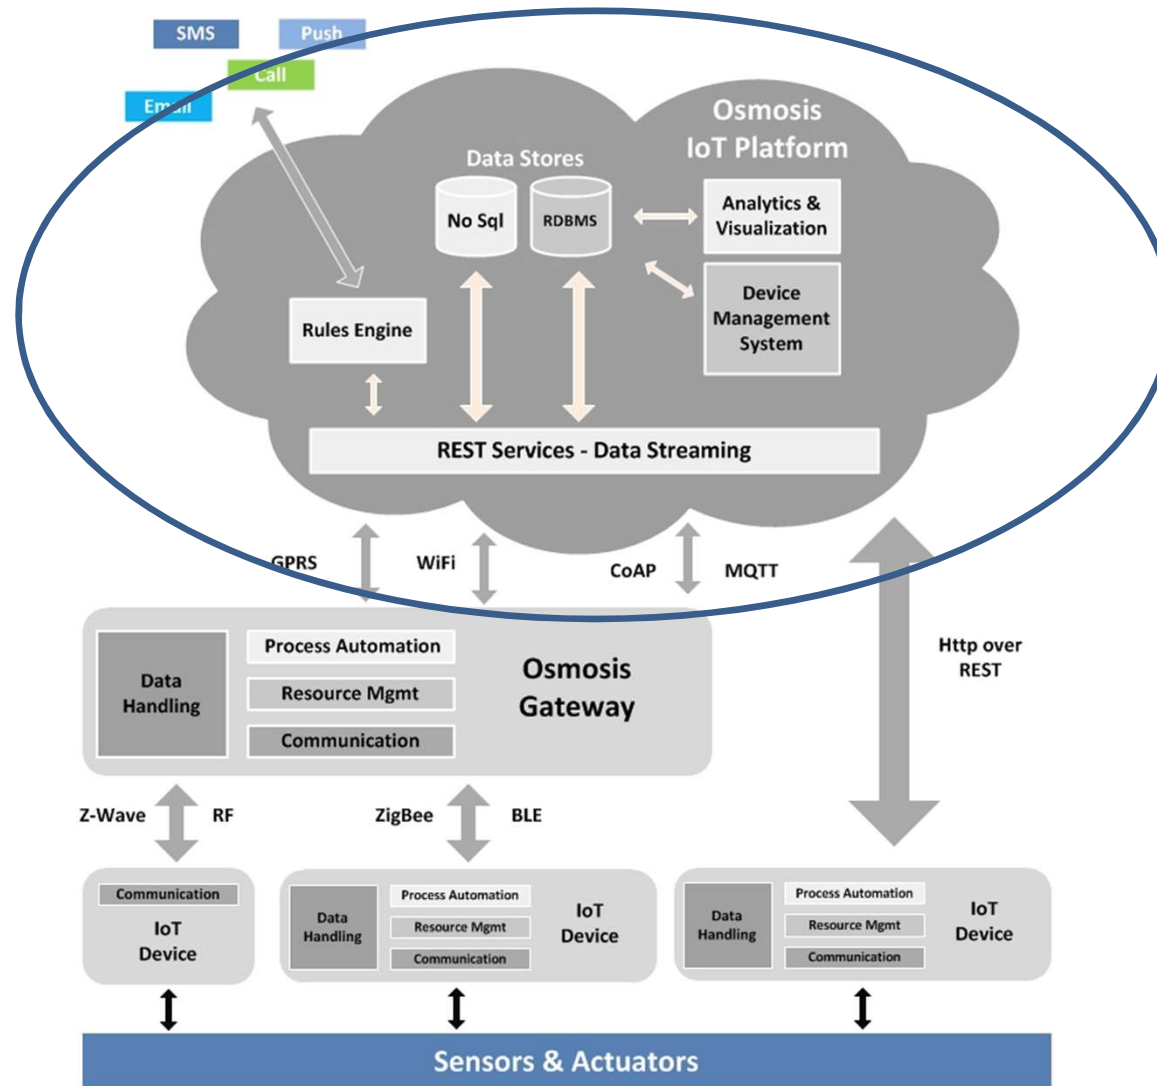 SMS
Push
Call
Email
Osmosis
IoT Platform
Data Stores
No Sql
RDBMS
Analytics &
Visualization
Device
Management
System
Rules Engine
REST Services - Data Streaming
GPRS
WiFi
CoAP
MQTT
Http over
REST
Data
Handling
Process Automation
Resource Mgmt
Communication
Osmosis
Gateway
Z-Wave
RF
ZigBee
BLE
Communication
IoT
Device
Data
Handling
Process Automation
Resource Mgmt
Communication
IoT
Device
Data
Handling
Process Automation
Resource Mgmt
Communication
IoT
Device
Sensors & Actuators